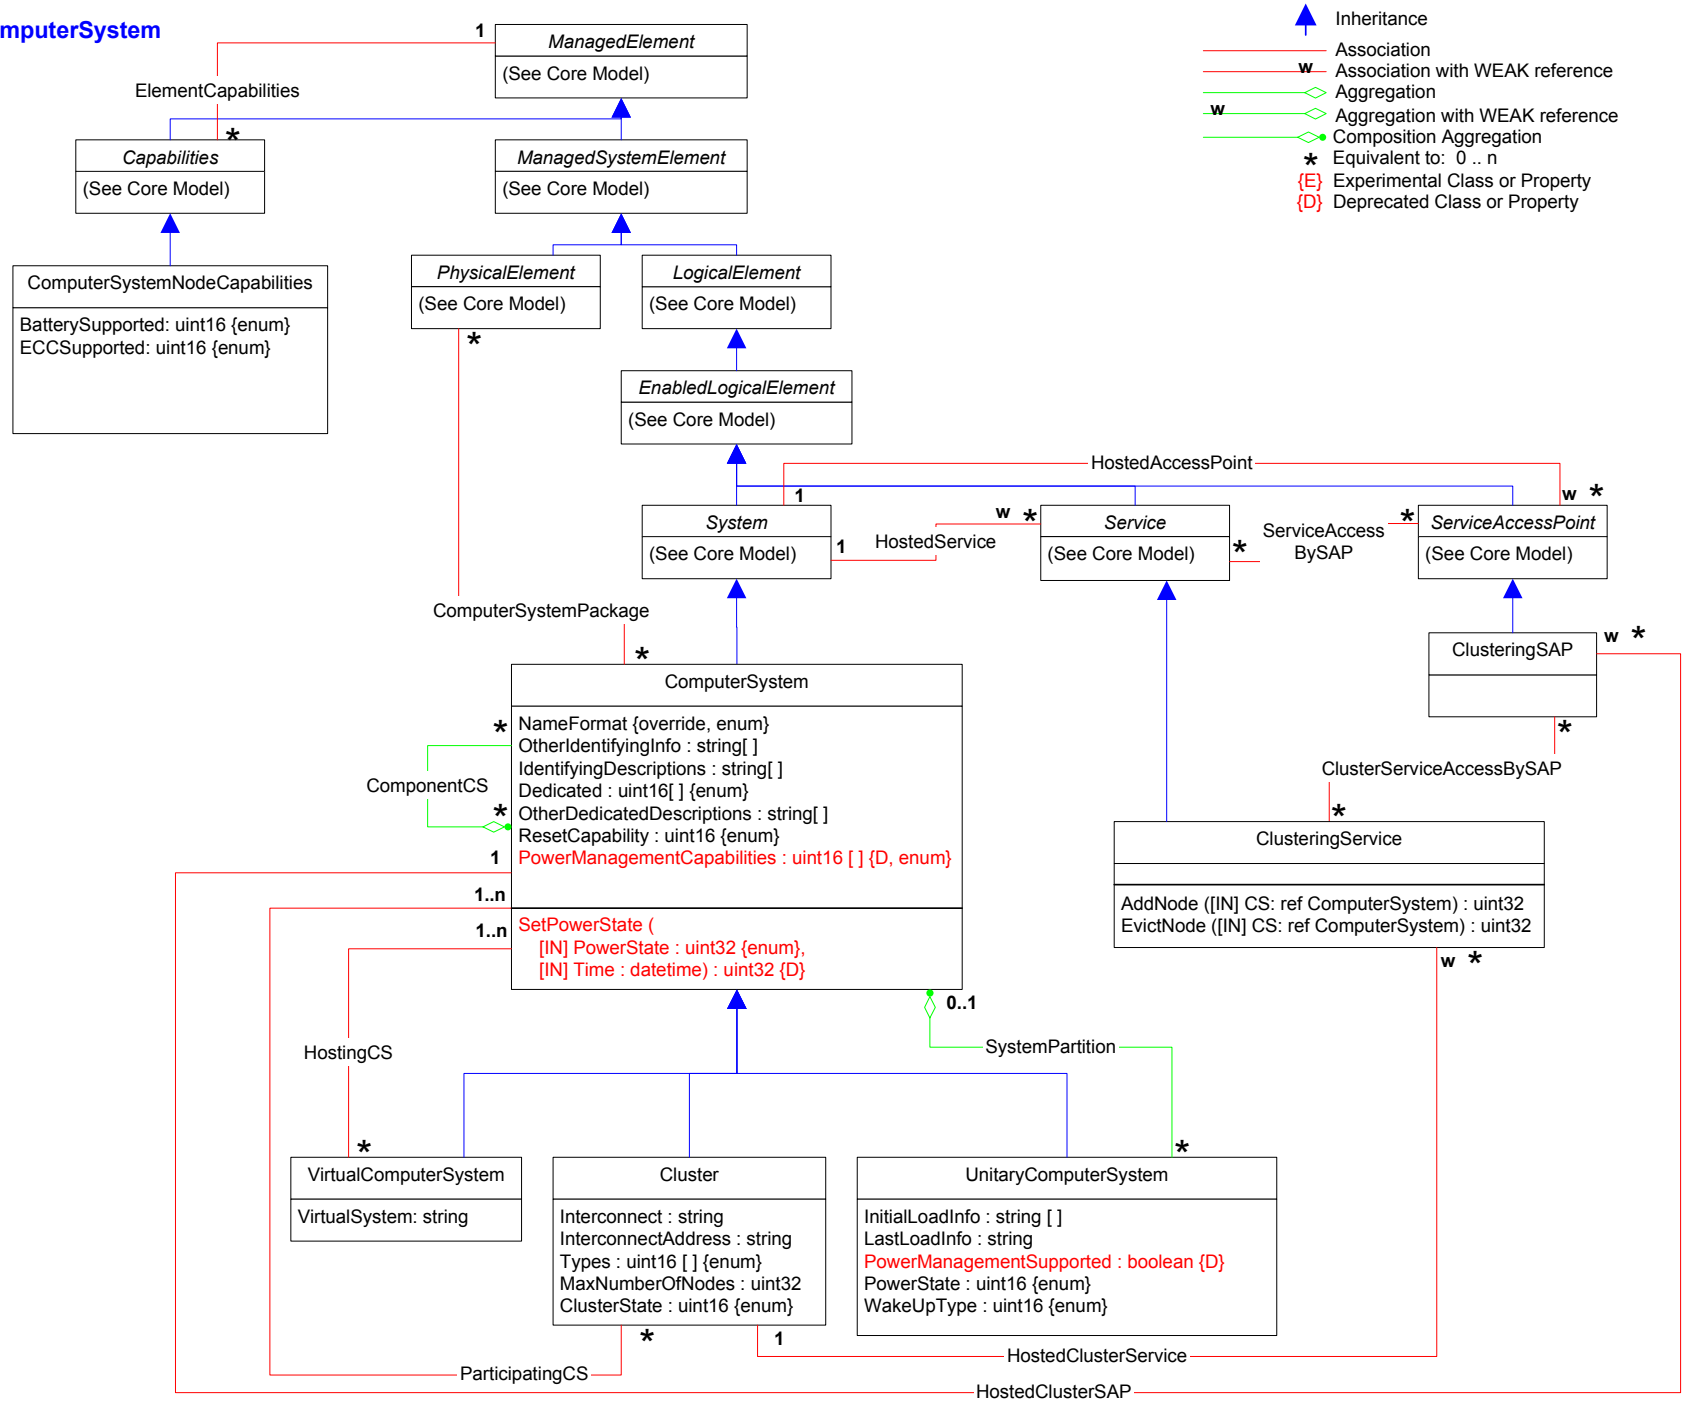 mputerSystem
Inheritance
Association
w Association with WEAK reference
Aggregation
w Aggregation with WEAK reference
Composition Aggregation
* Equivalent to: 0 .. n
{E} Experimental Class or Property
{D} Deprecated Class or Property
1
ManagedElement
(See Core Model)
ElementCapabilities
*
Capabilities
(See Core Model)
ManagedSystemElement
(See Core Model)
ComputerSystemNodeCapabilities
BatterySupported: uint16 {enum}
ECCSupported: uint16 {enum}
PhysicalElement
(See Core Model)
*
LogicalElement
(See Core Model)
EnabledLogicalElement
(See Core Model)
HostedAccessPoint
1
w *
System
(See Core Model)
1
HostedService
w *
Service
(See Core Model)
*
ServiceAccess
BySAP
*
ServiceAccessPoint
(See Core Model)
ComputerSystemPackage
*
w *
ClusteringSAP
*
ClusterServiceAccessBySAP
*
ComputerSystem
NameFormat {override, enum}
OtherIdentifyingInfo : string[ ]
IdentifyingDescriptions : string[ ]
Dedicated : uint16[ ] {enum}
OtherDedicatedDescriptions : string[ ]
ResetCapability : uint16 {enum}
PowerManagementCapabilities : uint16 [ ] {D, enum}
SetPowerState (
[IN] PowerState : uint32 {enum},
[IN] Time : datetime) : uint32 {D}
*
ComponentCS
*
1
1..n
1..n
ClusteringService
AddNode ([IN] CS: ref ComputerSystem) : uint32
EvictNode ([IN] CS: ref ComputerSystem) : uint32
w *
0..1
SystemPartition
HostingCS
*
*
VirtualComputerSystem
VirtualSystem: string
Cluster
Interconnect : string
InterconnectAddress : string
Types : uint16 [ ] {enum}
MaxNumberOfNodes : uint32
ClusterState : uint16 {enum}
UnitaryComputerSystem
InitialLoadInfo : string [ ]
LastLoadInfo : string
PowerManagementSupported : boolean {D}
PowerState : uint16 {enum}
WakeUpType : uint16 {enum}
*
1
HostedClusterService
ParticipatingCS
HostedClusterSAP